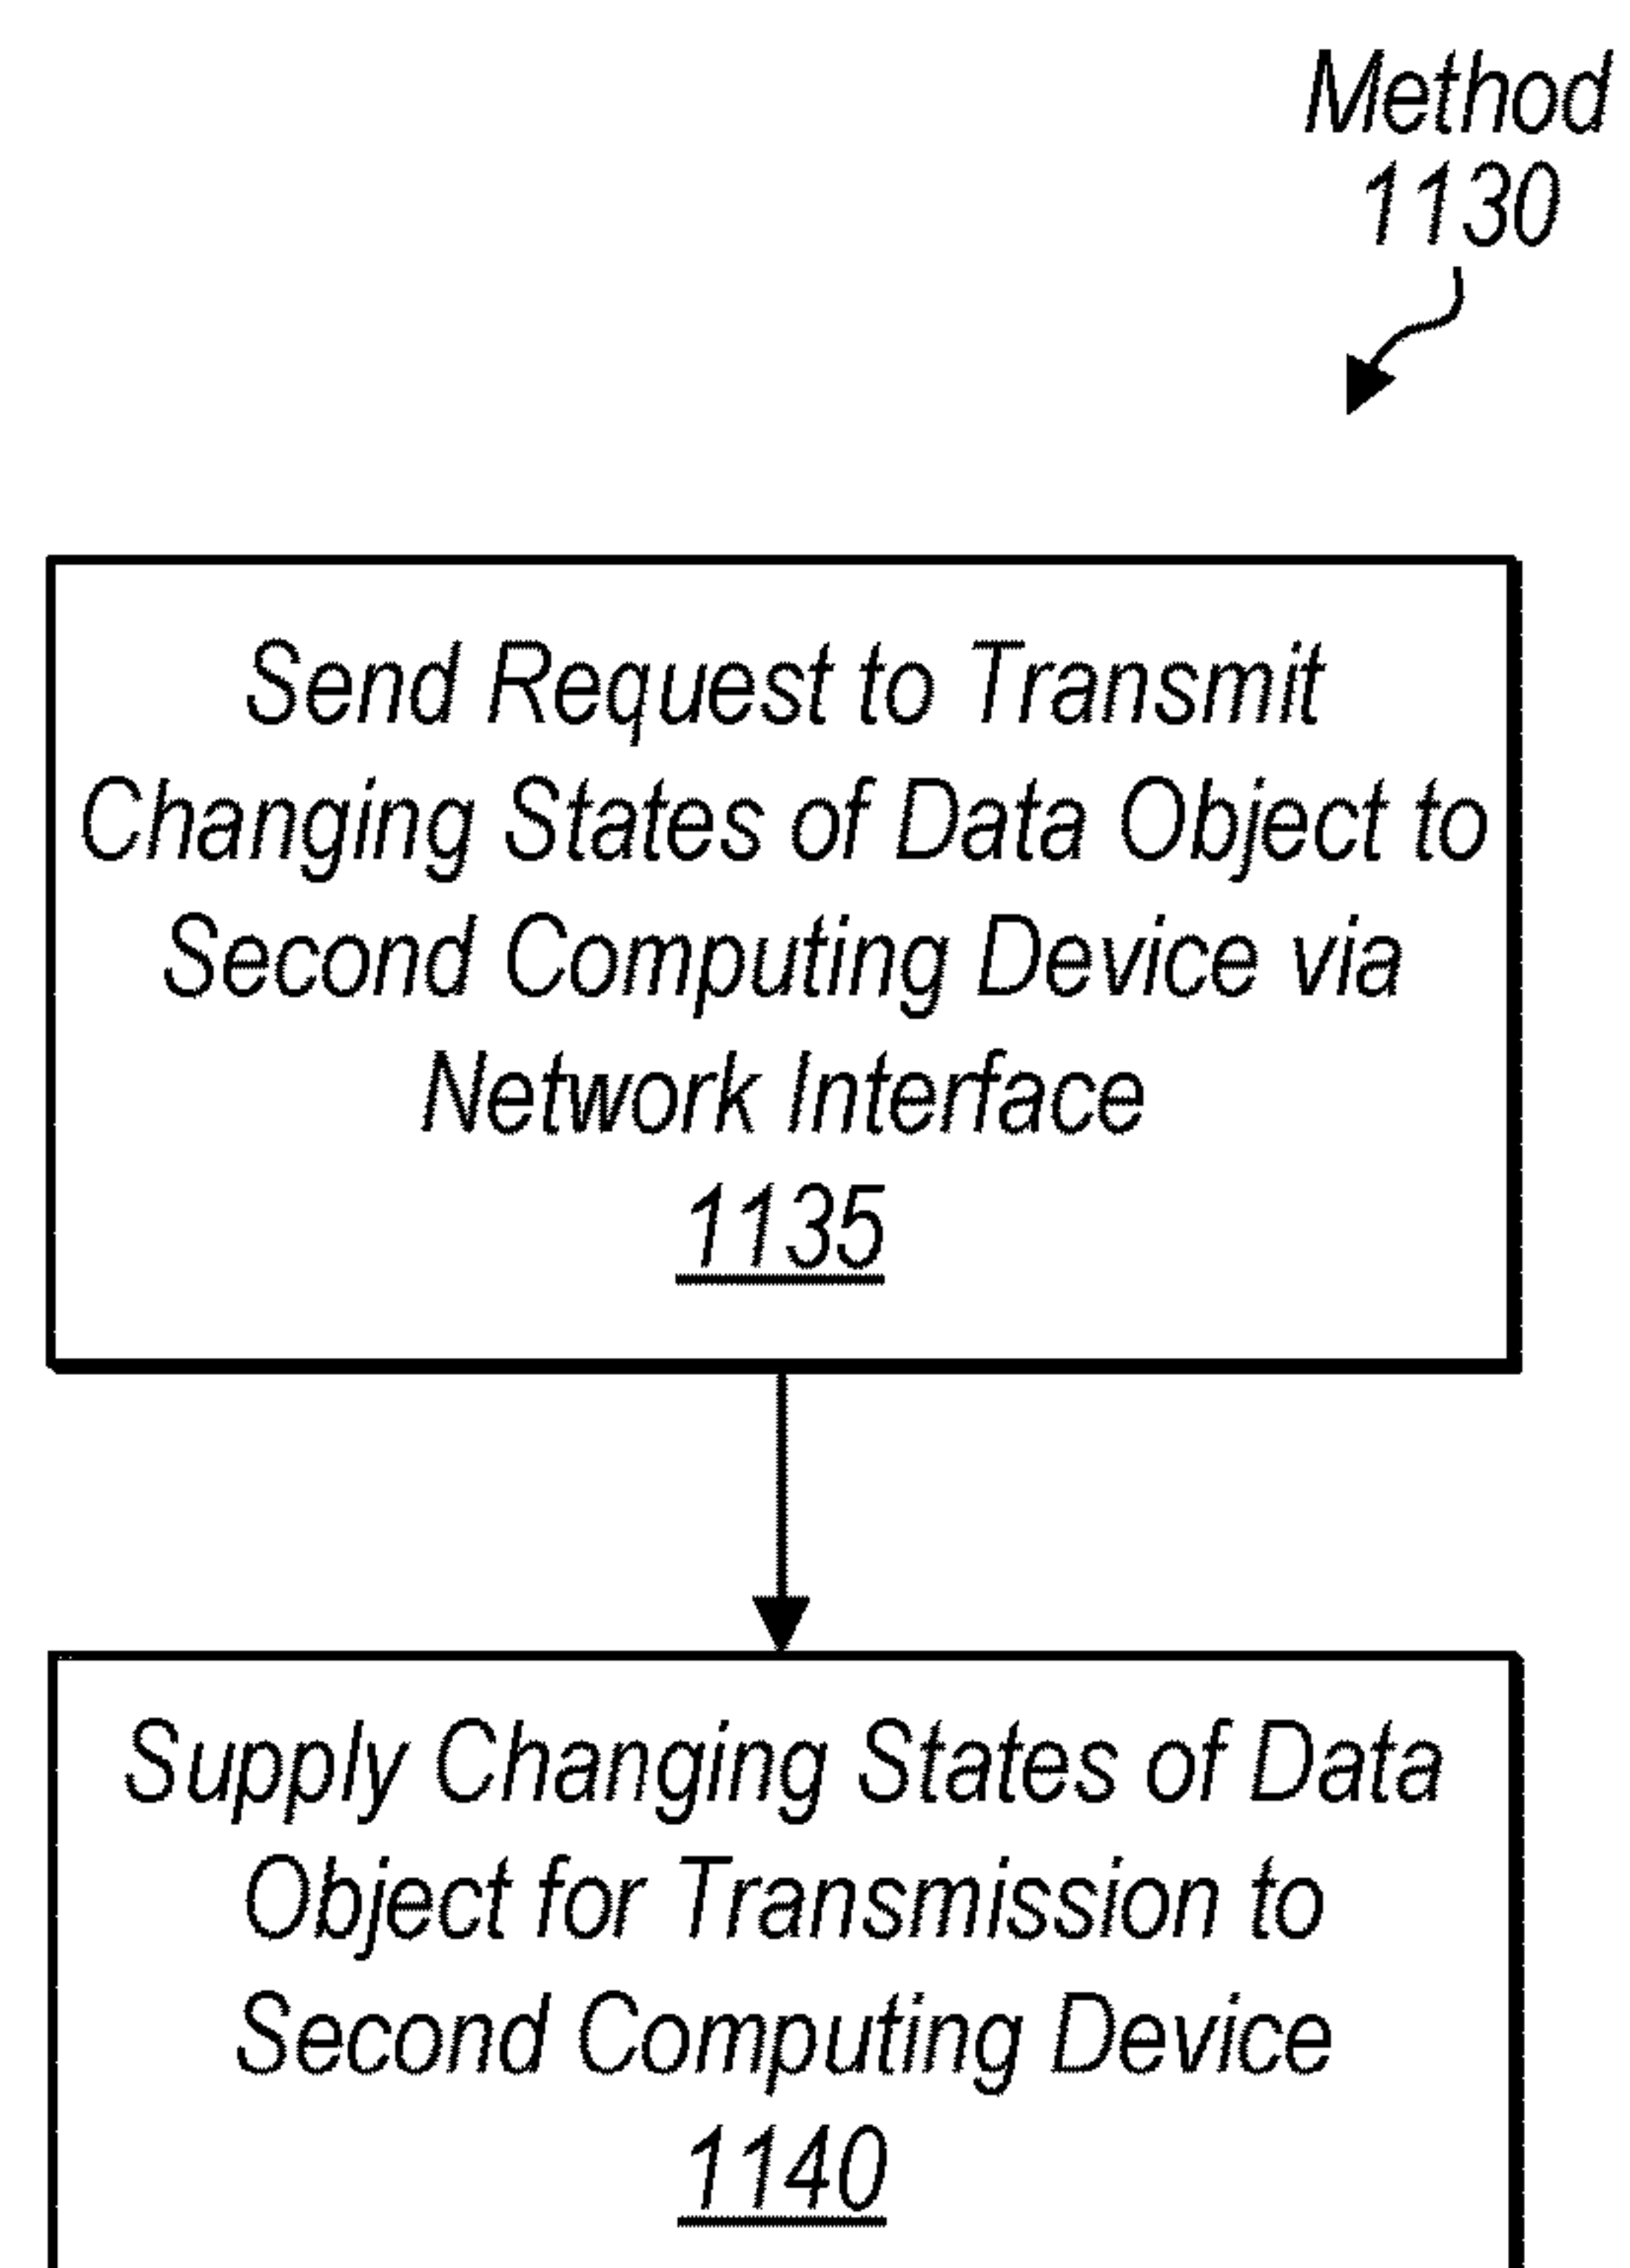 Method
1130
Send Request to Transmit
Changing States of Data Object to
Second Computing Device via
Network Interface
1135
Supply Changing States of Data
Object for Transmission to
Second Computing Device
1140